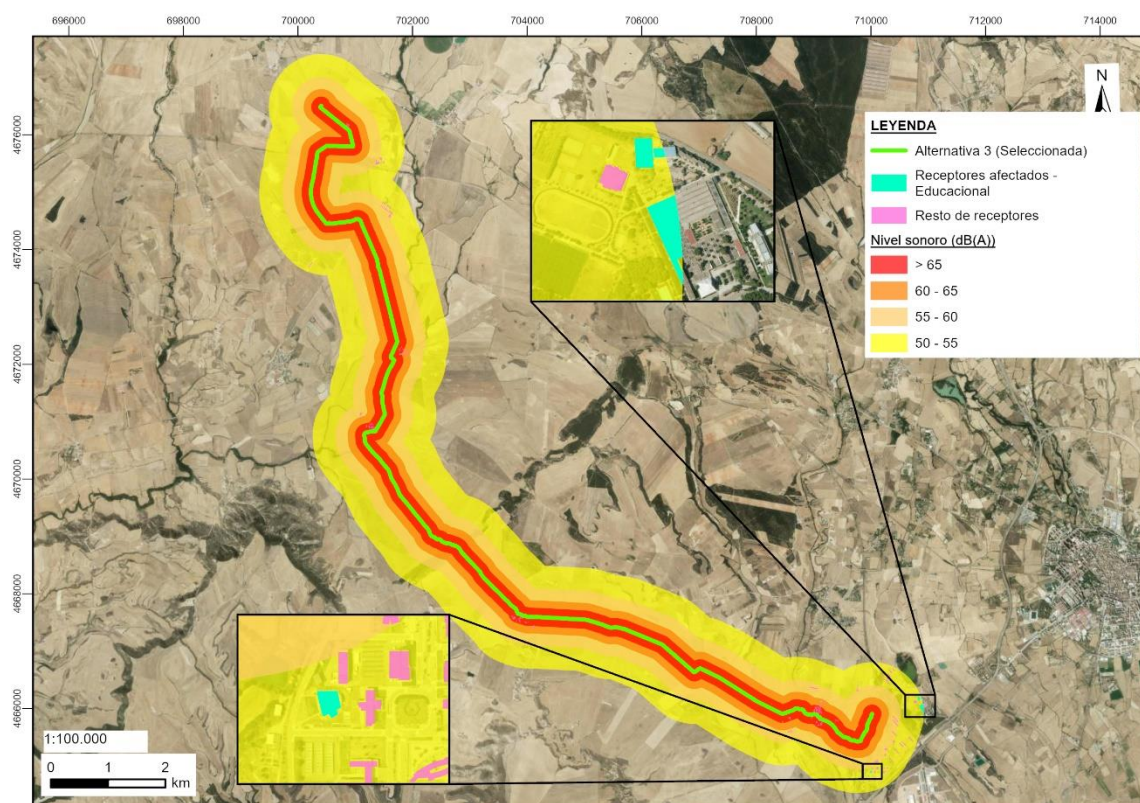 696000
698000
700000
702000
704000
706000
708000
710000
712000
714000
4676000
4674000
4672000
4670000
4668000
4666000
N
LEYENDA
Alternativa 3 (Seleccionada)
Receptores afectados -
Educacional
Resto de receptores
Nivel sonoro (dB(A))
> 65
60 - 65
55 - 60
50 - 55
1:100.000
0 1 2
km